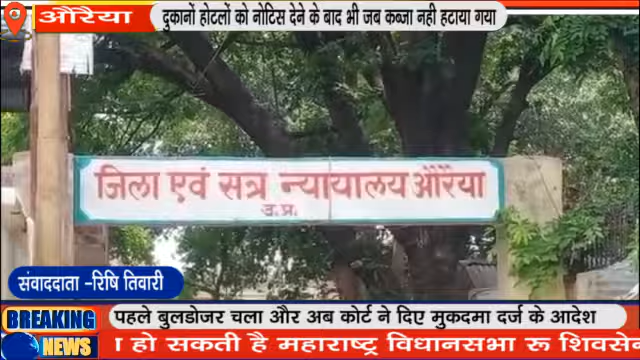 औरैया
दुकानों होटलों को नोटिस देने के बाद भी जब कब्जा नही हटाया गया
जिला एवं सत्र न्यायालय औरैया
उ.प्र.
संवाददाता -रिषि तिवारी
पहले बुलडोजर चला और अब कोर्ट ने दिए मुकदमा दर्ज के आदेश
BREAKING
NEWS
हो सकती है महाराष्ट्र विधानसभा रू